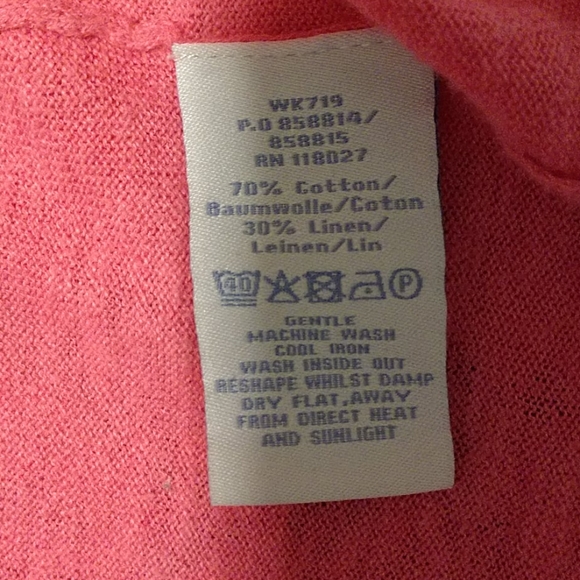 WK719
P.O 858814/
858815
RN 118027
70% Cotton/
Baumwolle/Coton
30% Linen/
Leinen/Lin
40 P
GENTLE
MACHINE WASH
COOL IRON
WASH INSIDE OUT
RESHAPE WHILST DAMP
DRY FLAT,AWAY
FROM DIRECT HEAT
AND SUNLIGHT